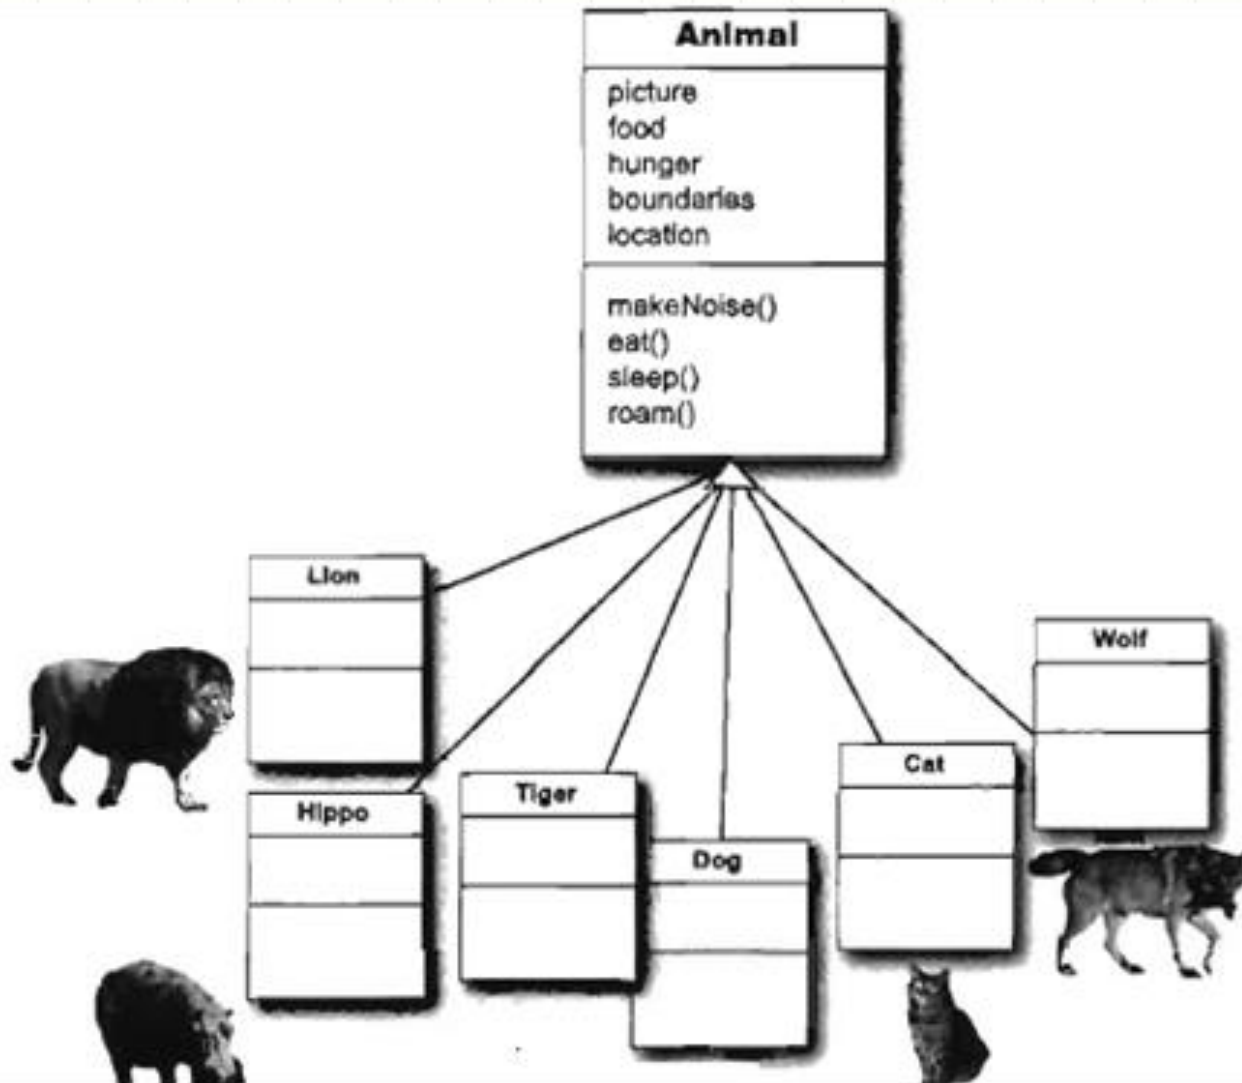 Animal
picture
food
hunger
boundaries
location
makeNoise()
eat()
sleep()
roam()
Lion
Wolf
Cat
Tiger
Hippo
Dog